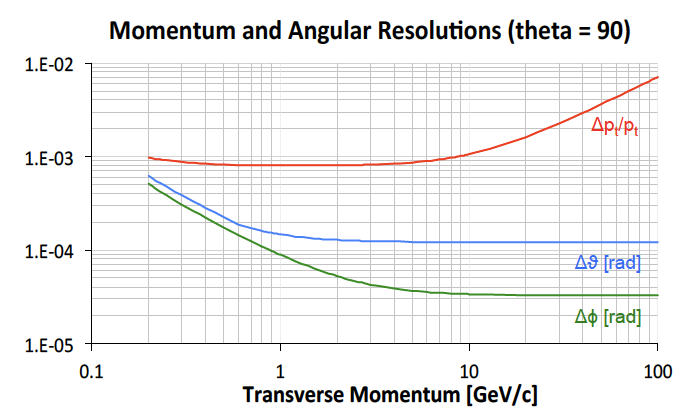 Momentum and Angular Resolutions (theta = 90)
1.E-02
Δpt/pt
1.E-03
1.E-04
Δϑ [rad]
Δϕ [rad]
1.E-05
0.1 1 10 100
Transverse Momentum [GeV/c]